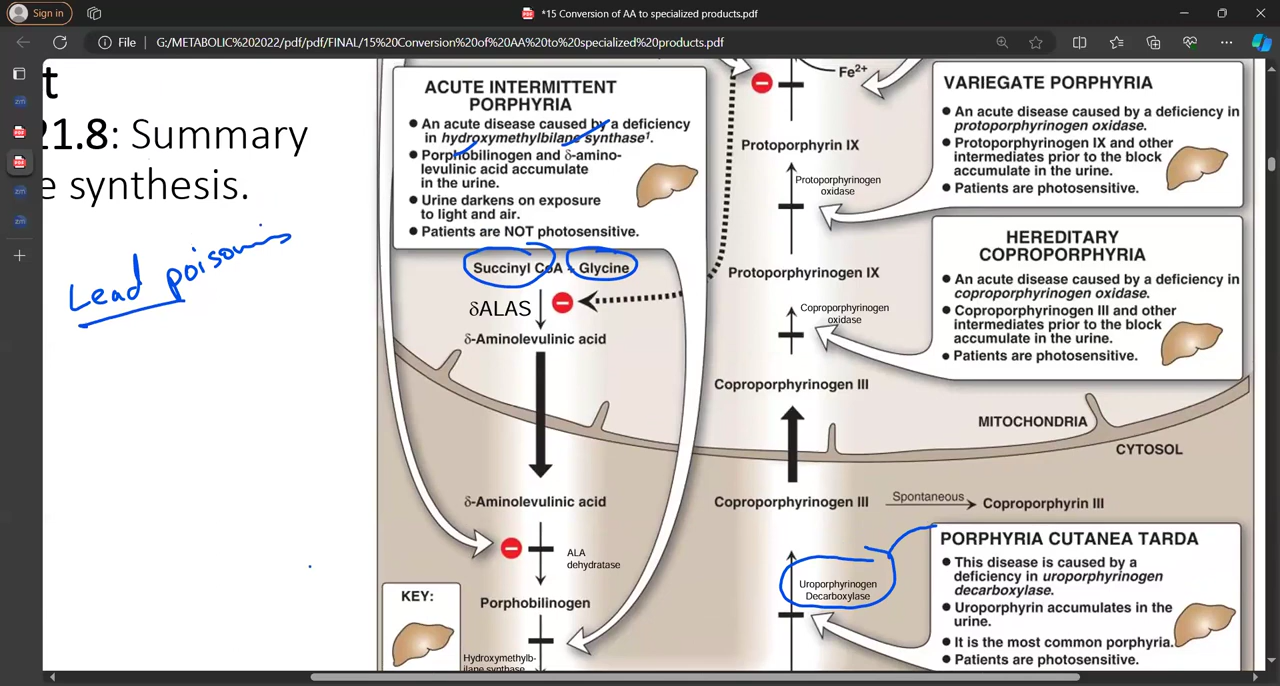 Sign in
*15 Conversion of AA to specialized products.pdf
File
G:/METABOLIC%202022/pdf/pdf/FINAL/15%20Conversion%20of%20AA%20to%20specialized%20products.pdf
21.8: Summary
e synthesis.
Lead poisoning
ACUTE INTERMITTENT
PORPHYRIA
● An acute disease caused by a deficiency
in hydroxymethylbilane synthase¹.
● Porphobilinogen and δ-amino-
levulinic acid accumulate
in the urine.
● Urine darkens on exposure
to light and air.
● Patients are NOT photosensitive.
Succinyl CoA + Glycine
δALAS
δ-Aminolevulinic acid
δ-Aminolevulinic acid
ALA
dehydratase
Porphobilinogen
Hydroxymethylb-
ilane synthase
KEY:
Fe²⁺
Protoporphyrin IX
Protoporphyrinogen
oxidase
Protoporphyrinogen IX
Coproporphyrinogen
oxidase
Coproporphyrinogen III
MITOCHONDRIA
CYTOSOL
Coproporphyrinogen III
Spontaneous
Coproporphyrin III
Uroporphyrinogen
Decarboxylase
VARIEGATE PORPHYRIA
● An acute disease caused by a deficiency in
protoporphyrinogen oxidase.
● Protoporphyrinogen IX and other
intermediates prior to the block
accumulate in the urine.
● Patients are photosensitive.
HEREDITARY
COPROPORPHYRIA
● An acute disease caused by a deficiency in
coproporphyrinogen oxidase.
● Coproporphyrinogen III and other
intermediates prior to the block
accumulate in the urine.
● Patients are photosensitive.
PORPHYRIA CUTANEA TARDA
● This disease is caused by a
deficiency in uroporphyrinogen
decarboxylase.
● Uroporphyrin accumulates in the
urine.
● It is the most common porphyria.
● Patients are photosensitive.